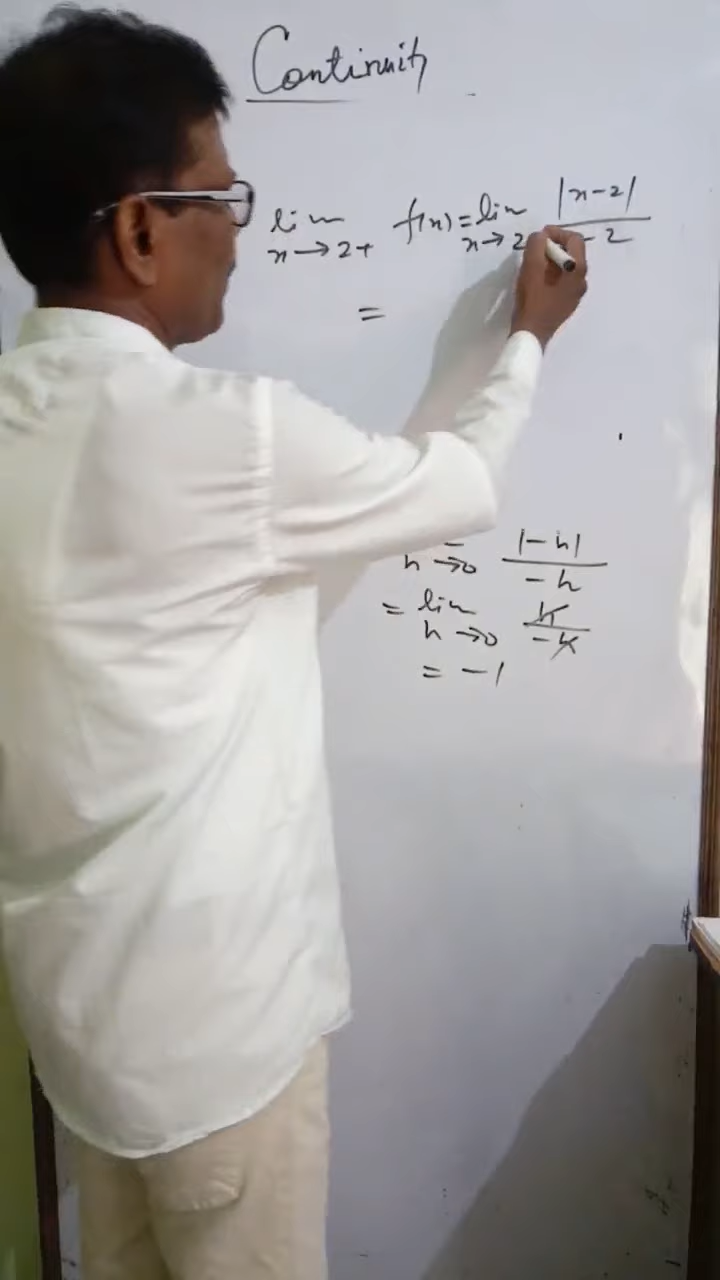 Continuity
lim x→2+ f(x) = lim x→2 |x-2| / -2
=
h→0 |-h| / -h
= lim h→0 h / -h
= -1